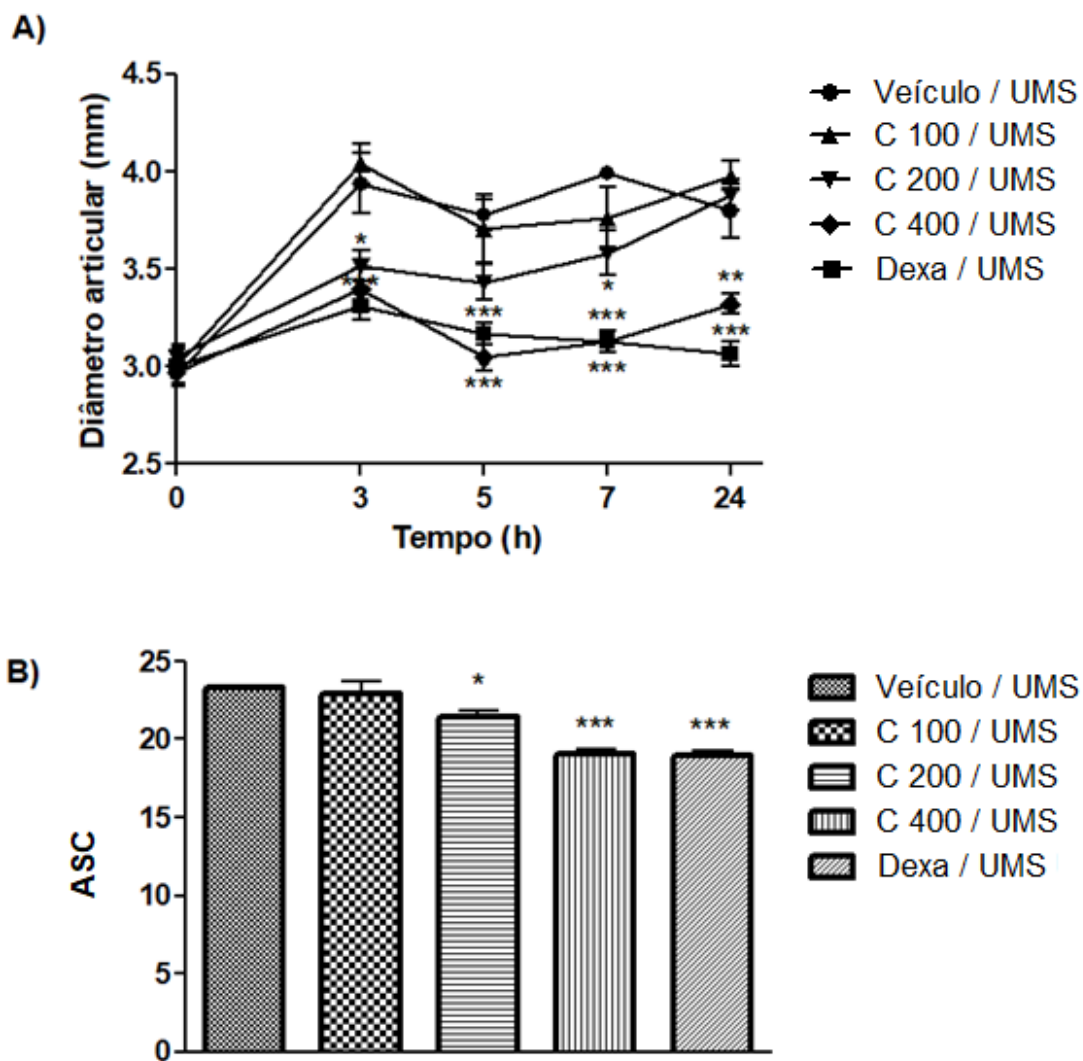 A)
Diâmetro articular (mm)
4.5
4.0
3.5
3.0
2.5
0
3
5
7
24
Tempo (h)
*
***
***
***
*
***
***
**
***
Veículo / UMS
C 100 / UMS
C 200 / UMS
C 400 / UMS
Dexa / UMS
B)
ASC
25
20
15
10
5
0
*
***
***
Veículo / UMS
C 100 / UMS
C 200 / UMS
C 400 / UMS
Dexa / UMS